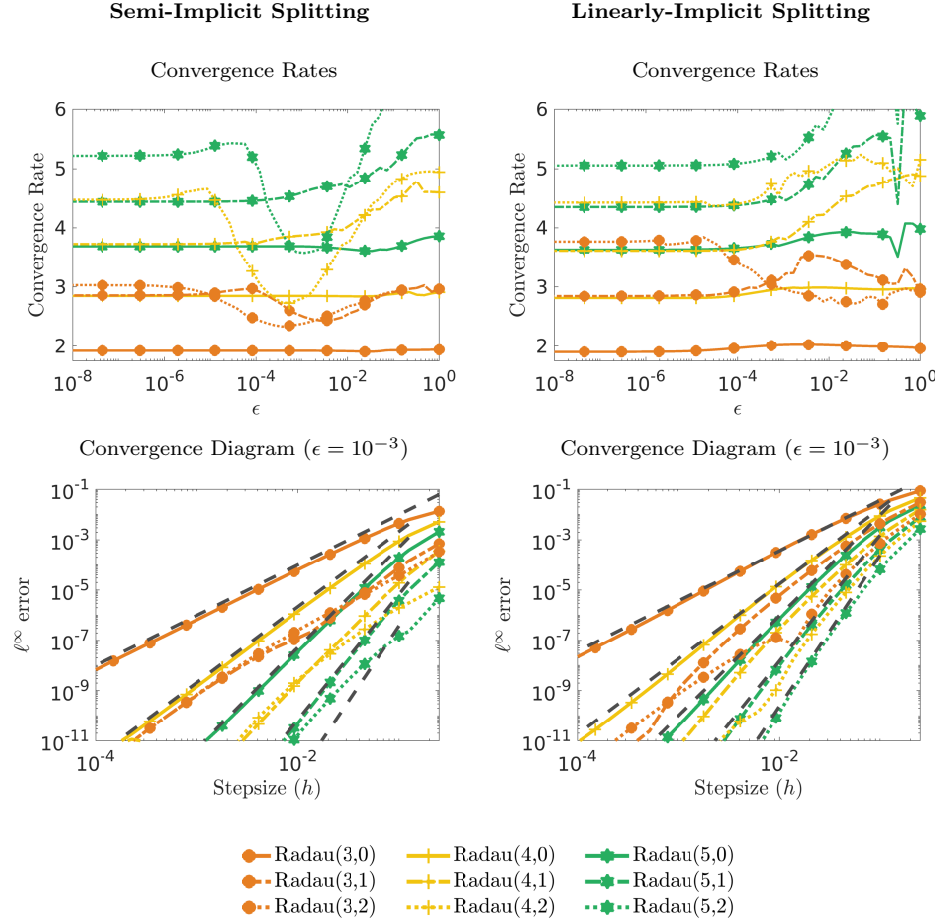 Semi-Implicit Splitting
Linearly-Implicit Splitting
Convergence Rates
Convergence Rates
Convergence Rate
6
5
4
3
2
10^-8
10^-6
10^-4
10^-2
10^0
ϵ
Convergence Rate
6
5
4
3
2
10^-8
10^-6
10^-4
10^-2
10^0
ϵ
Convergence Diagram (ϵ = 10^-3)
Convergence Diagram (ϵ = 10^-3)
ℓ^∞ error
10^-1
10^-3
10^-5
10^-7
10^-9
10^-11
10^-4
10^-2
Stepsize (h)
ℓ^∞ error
10^-1
10^-3
10^-5
10^-7
10^-9
10^-11
10^-4
10^-2
Stepsize (h)
Radau(3,0)
Radau(4,0)
Radau(5,0)
Radau(3,1)
Radau(4,1)
Radau(5,1)
Radau(3,2)
Radau(4,2)
Radau(5,2)